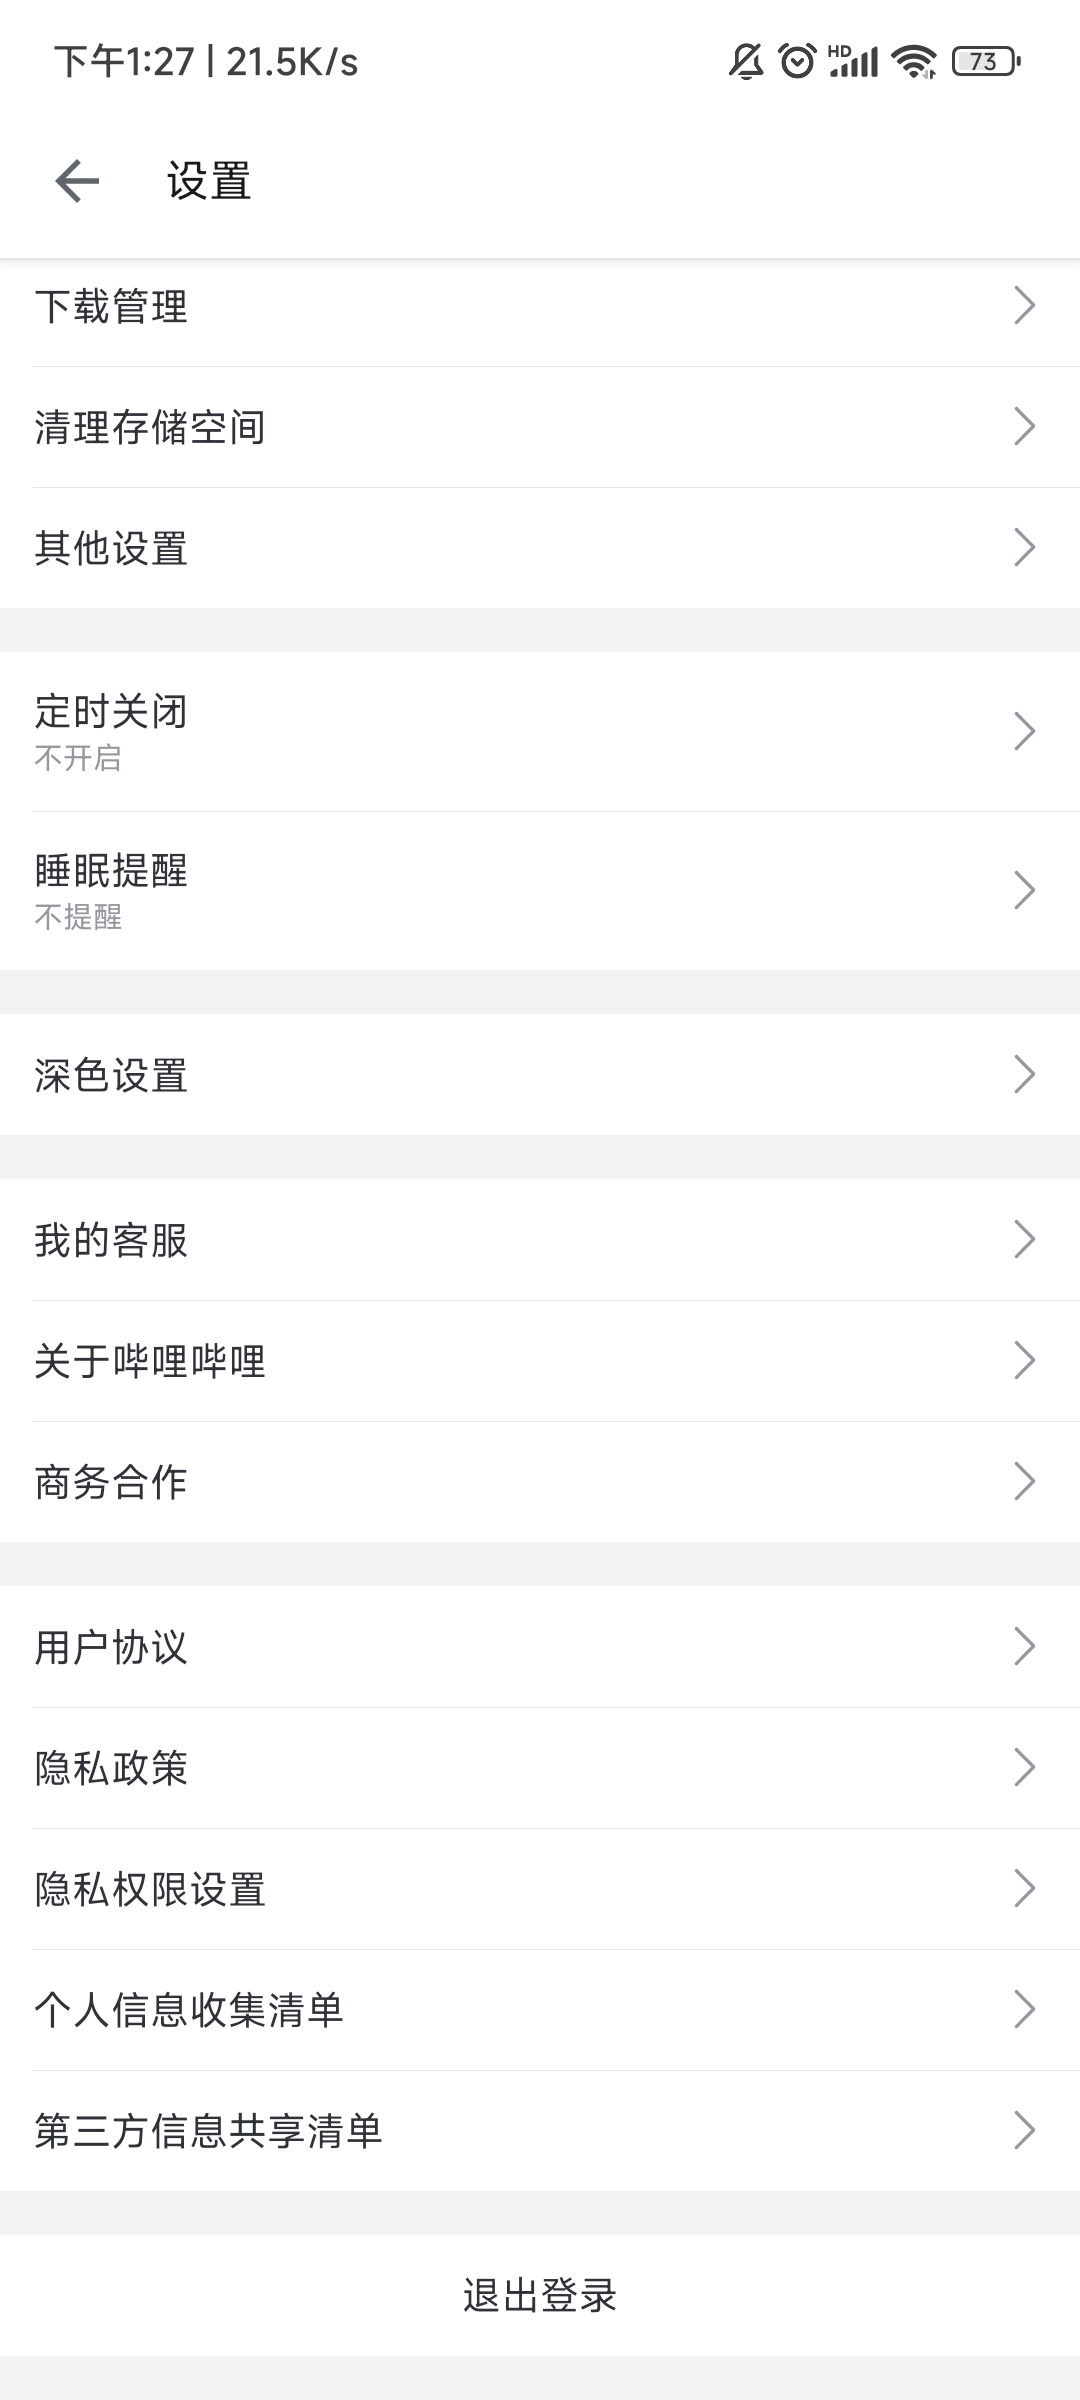 下午1:27 | 21.5K/s
HD
73
设置
下载管理
清理存储空间
其他设置
定时关闭
不开启
睡眠提醒
不提醒
深色设置
我的客服
关于哔哩哔哩
商务合作
用户协议
隐私政策
隐私权限设置
个人信息收集清单
第三方信息共享清单
退出登录